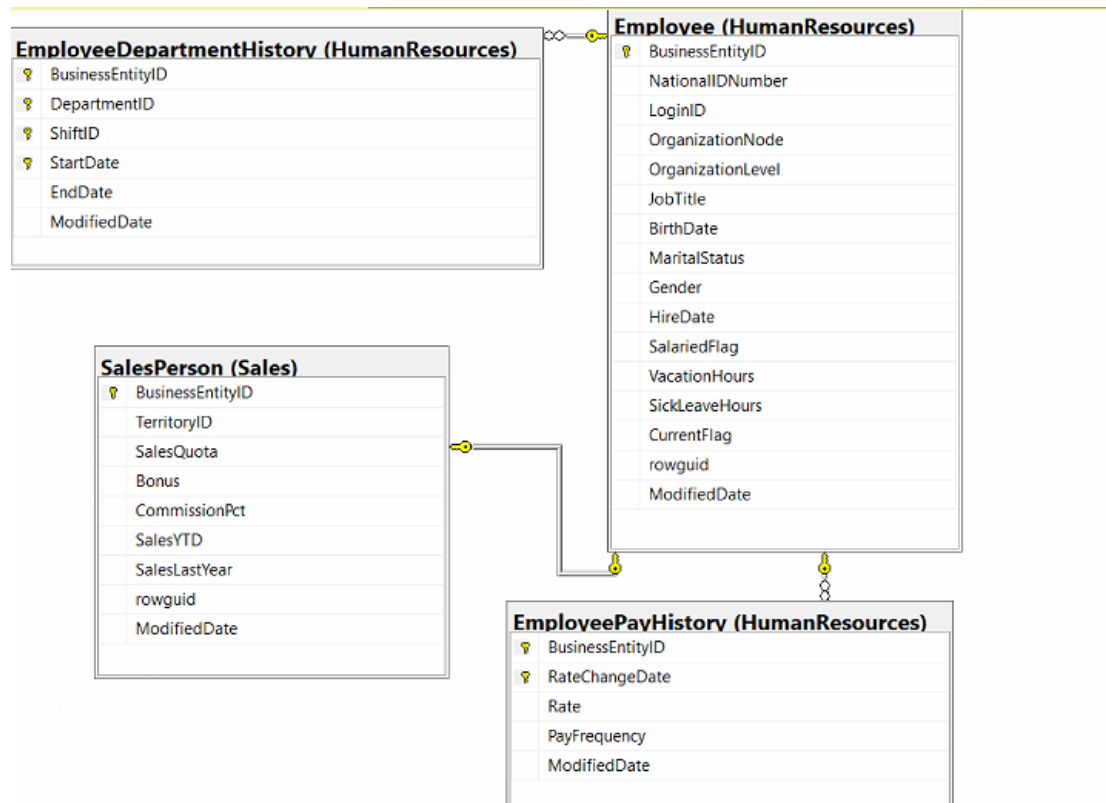 EmployeeDepartmentHistory (HumanResources)
BusinessEntityID
DepartmentID
ShiftID
StartDate
EndDate
ModifiedDate
Employee (HumanResources)
BusinessEntityID
NationalIDNumber
LoginID
OrganizationNode
OrganizationLevel
JobTitle
BirthDate
MaritalStatus
Gender
HireDate
SalariedFlag
VacationHours
SickLeaveHours
CurrentFlag
rowguid
ModifiedDate
SalesPerson (Sales)
BusinessEntityID
TerritoryID
SalesQuota
Bonus
CommissionPct
SalesYTD
SalesLastYear
rowguid
ModifiedDate
EmployeePayHistory (HumanResources)
BusinessEntityID
RateChangeDate
Rate
PayFrequency
ModifiedDate